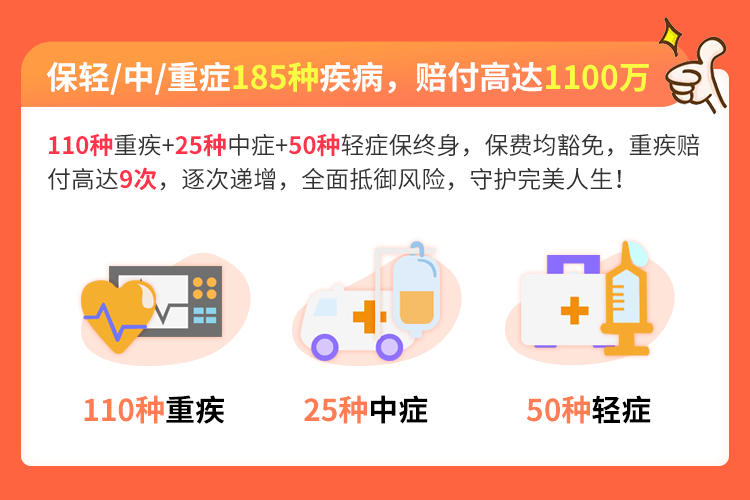 保轻/中/重症185种疾病，赔付高达1100万
110种重疾+25种中症+50种轻症保终身，保费均豁免，重疾赔
付高达9次，逐次递增，全面抵御风险，守护完美人生！
110种重疾
25种中症
50种轻症